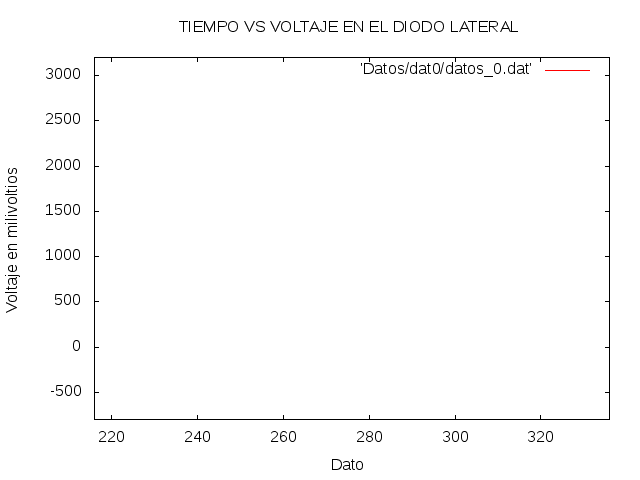 TIEMPO VS VOLTAJE EN EL DIODO LATERAL
'Datos/dat0/datos_0.dat'
3000
2500
2000
1500
1000
500
0
-500
Voltaje en milivoltios
220 240 260 280 300 320
Dato